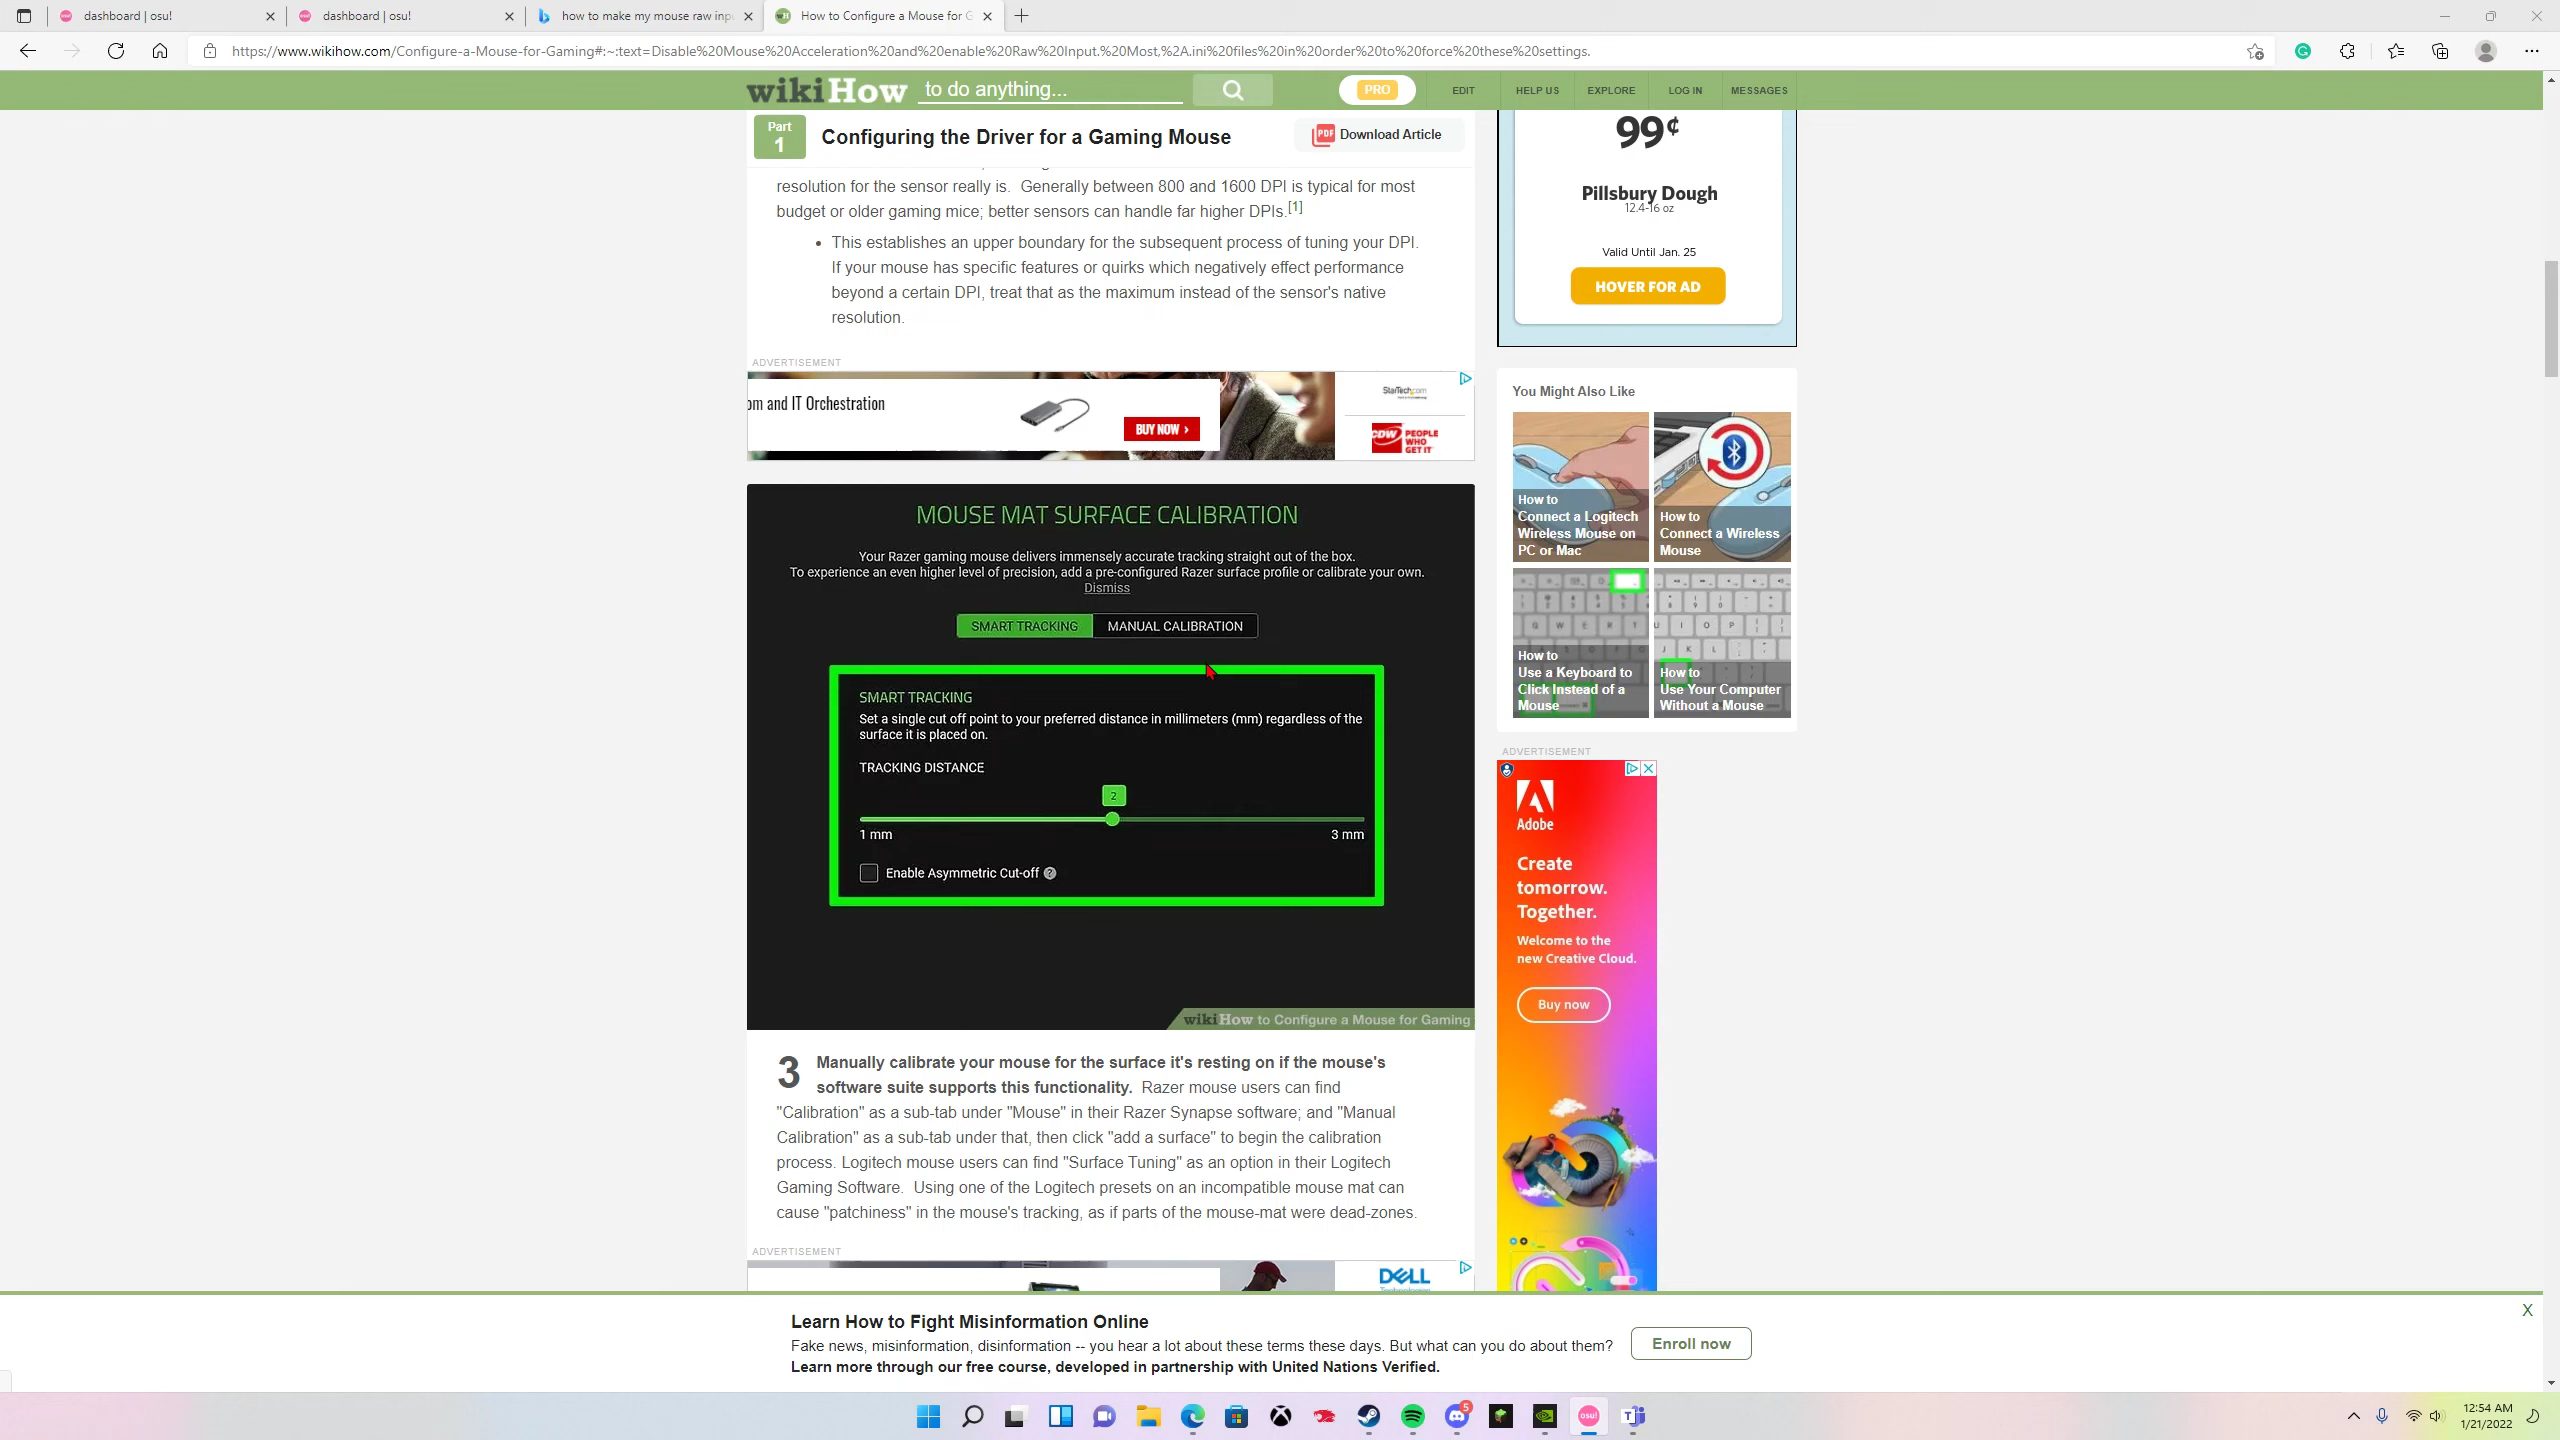 dashboard | osu!
dashboard | osu!
how to make my mouse raw inp
How to Configure a Mouse for G
https://www.wikihow.com/Configure-a-Mouse-for-Gaming#:~:text=Disable%20Mouse%20Acceleration%20and%20enable%20Raw%20Input.%20Most,%2A.ini%20files%20in%20order%20to%20force%20these%20settings.
wikiHow to do anything...
PRO
EDIT
HELP US
EXPLORE
LOG IN
MESSAGES
Part
1
Configuring the Driver for a Gaming Mouse
PDF Download Article
resolution for the sensor really is. Generally between 800 and 1600 DPI is typical for most
budget or older gaming mice; better sensors can handle far higher DPIs.[1]
• This establishes an upper boundary for the subsequent process of tuning your DPI.
If your mouse has specific features or quirks which negatively effect performance
beyond a certain DPI, treat that as the maximum instead of the sensor's native
resolution.
ADVERTISEMENT
om and IT Orchestration
BUY NOW ›
StarTech.com
CDW PEOPLE
WHO
GET IT
MOUSE MAT SURFACE CALIBRATION
Your Razer gaming mouse delivers immensely accurate tracking straight out of the box.
To experience an even higher level of precision, add a pre-configured Razer surface profile or calibrate your own.
Dismiss
SMART TRACKING
MANUAL CALIBRATION
SMART TRACKING
Set a single cut off point to your preferred distance in millimeters (mm) regardless of the
surface it is placed on.
TRACKING DISTANCE
2
1 mm
3 mm
Enable Asymmetric Cut-off ?
wikiHow to Configure a Mouse for Gaming
3 Manually calibrate your mouse for the surface it's resting on if the mouse's
software suite supports this functionality. Razer mouse users can find
"Calibration" as a sub-tab under "Mouse" in their Razer Synapse software; and "Manual
Calibration" as a sub-tab under that, then click "add a surface" to begin the calibration
process. Logitech mouse users can find "Surface Tuning" as an option in their Logitech
Gaming Software. Using one of the Logitech presets on an incompatible mouse mat can
cause "patchiness" in the mouse's tracking, as if parts of the mouse-mat were dead-zones.
ADVERTISEMENT
DELL
99¢
Pillsbury Dough
12.4-16 oz
Valid Until Jan. 25
HOVER FOR AD
You Might Also Like
How to
Connect a Logitech
Wireless Mouse on
PC or Mac
How to
Connect a Wireless
Mouse
How to
Use a Keyboard to
Click Instead of a
Mouse
How to
Use Your Computer
Without a Mouse
ADVERTISEMENT
Adobe
Create
tomorrow.
Together.
Welcome to the
new Creative Cloud.
Buy now
Learn How to Fight Misinformation Online
Fake news, misinformation, disinformation -- you hear a lot about these terms these days. But what can you do about them?
Learn more through our free course, developed in partnership with United Nations Verified.
Enroll now
X
5
osu!
12:54 AM
1/21/2022